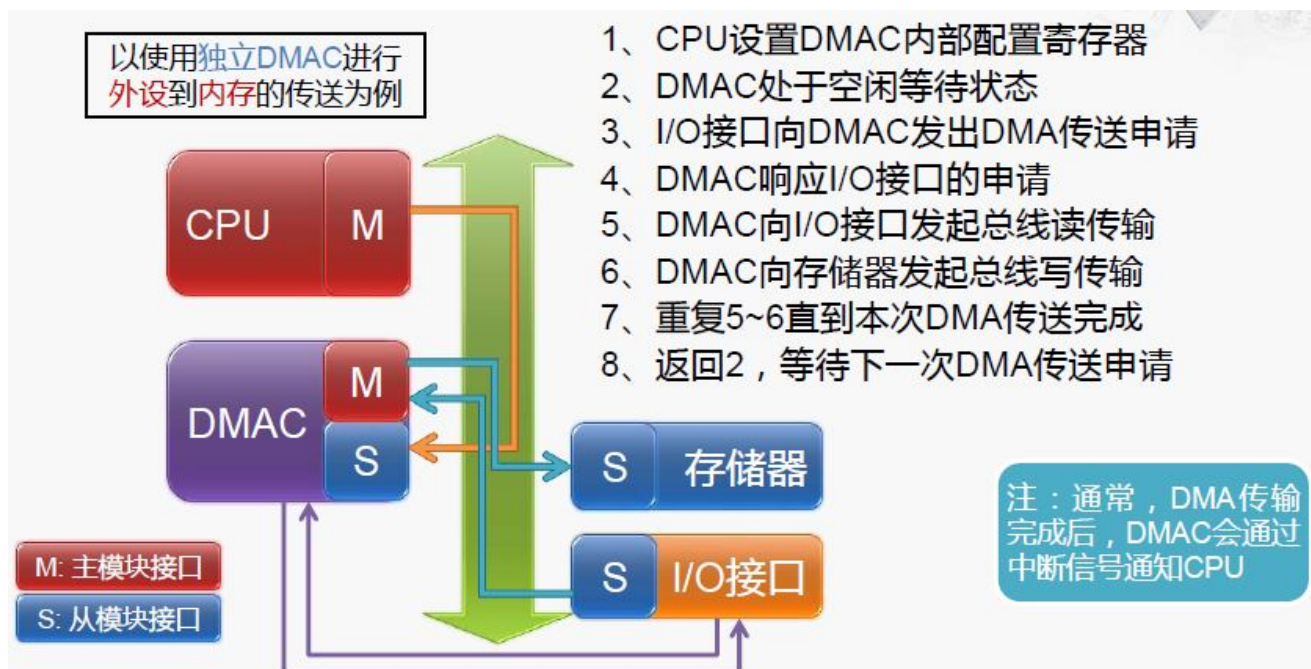 以使用独立DMAC进行
外设到内存的传送为例
1、CPU设置DMAC内部配置寄存器
2、DMAC处于空闲等待状态
3、I/O接口向DMAC发出DMA传送申请
4、DMAC响应I/O接口的申请
5、DMAC向I/O接口发起总线读传输
6、DMAC向存储器发起总线写传输
7、重复5~6直到本次DMA传送完成
8、返回2，等待下一次DMA传送申请
CPU
M
DMAC
M
S
S
存储器
S
I/O接口
M: 主模块接口
S: 从模块接口
注：通常，DMA传输
完成后，DMAC会通过
中断信号通知CPU